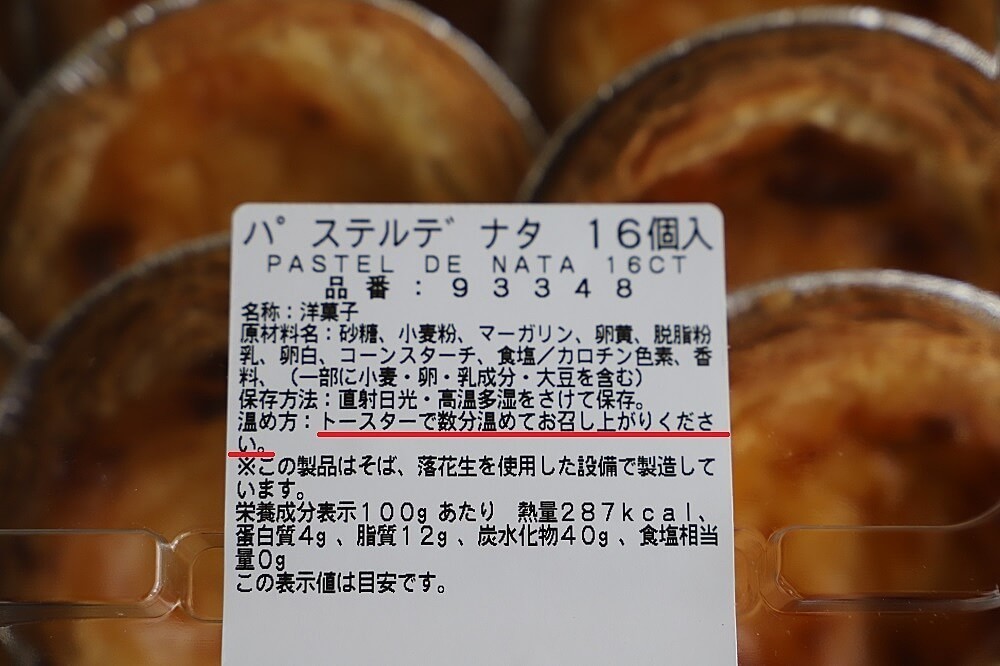 パステルデナタ 16個入
PASTEL DE NATA 16CT
品番:93348
名称:洋菓子
原材料名:砂糖、小麦粉、マーガリン、卵黄、脱脂粉
乳、卵白、コーンスターチ、食塩/カロチン色素、香
料、(一部に小麦・卵・乳成分・大豆を含む)
保存方法:直射日光・高温多湿をさけて保存。
温め方:トースターで数分温めてお召し上がりくださ
い。
※この製品はそば、落花生を使用した設備で製造して
います。
栄養成分表示100gあたり 熱量287kcal、
蛋白質4g、脂質12g、炭水化物40g、食塩相当
量0g
この表示値は目安です。